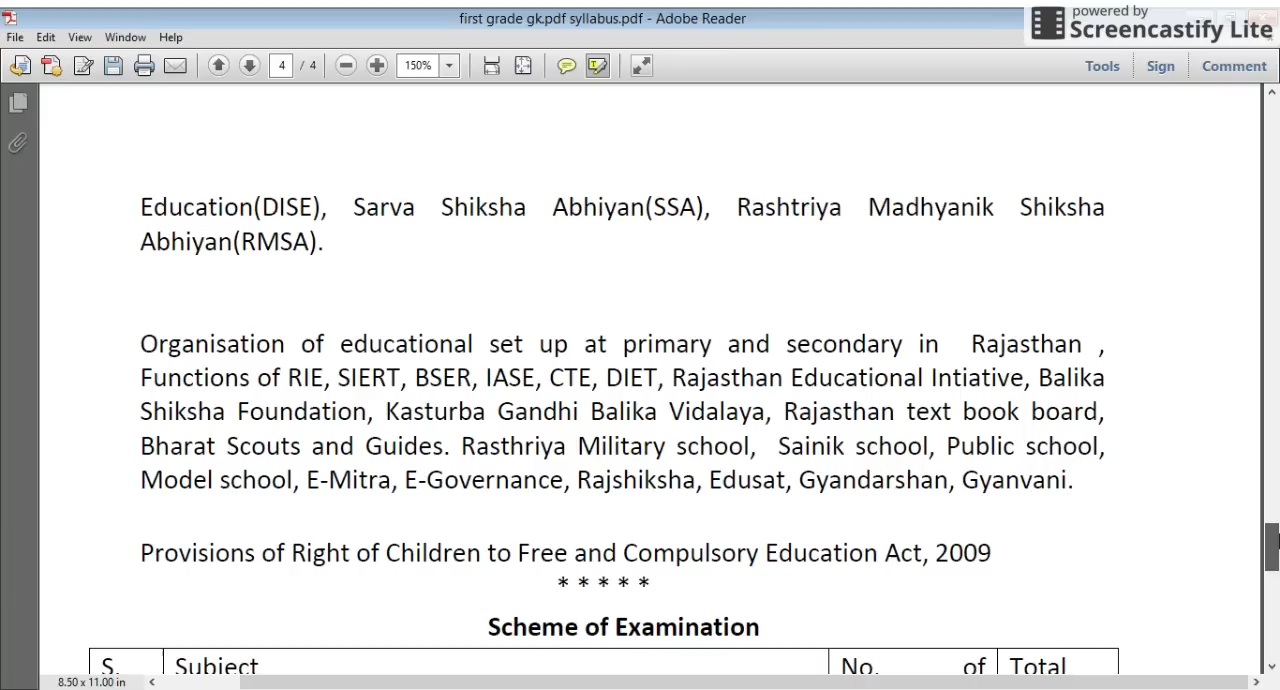 first grade gk.pdf syllabus.pdf - Adobe Reader
powered by
Screencastify Lite
File Edit View Window Help
4 / 4 150% Tools Sign Comment
Education(DISE), Sarva Shiksha Abhiyan(SSA), Rashtriya Madhyanik Shiksha
Abhiyan(RMSA).
Organisation of educational set up at primary and secondary in Rajasthan ,
Functions of RIE, SIERT, BSER, IASE, CTE, DIET, Rajasthan Educational Intiative, Balika
Shiksha Foundation, Kasturba Gandhi Balika Vidalaya, Rajasthan text book board,
Bharat Scouts and Guides. Rasthriya Military school, Sainik school, Public school,
Model school, E-Mitra, E-Governance, Rajshiksha, Edusat, Gyandarshan, Gyanvani.
Provisions of Right of Children to Free and Compulsory Education Act, 2009
* * * * *
Scheme of Examination
S. Subject No. of Total
8.50 x 11.00 in